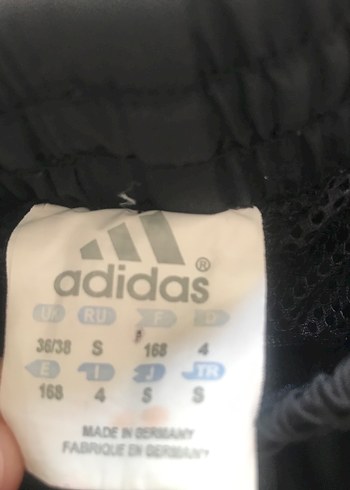 adidas®
RU F D
36/38 S 168 4
E I J TR
168 4 S S
MADE IN GERMANY
FABRIQUE EN GERMANY